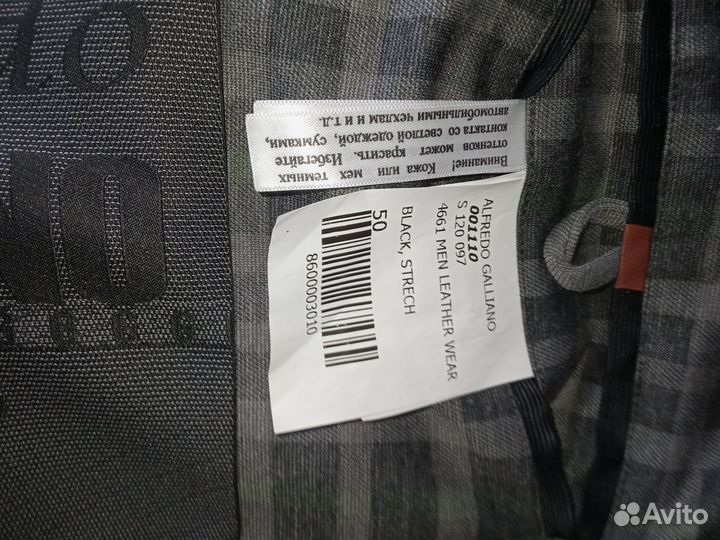 Внимание! Кожа или мех темных
оттенков может красить. Избегайте
контакта со светлой одеждой, сумками,
автомобильными чехлам и и т.д.
ALFREDO GALLIANO
001110
S 120 097
4661 MEN LEATHER WEAR
BLACK, STRECH
50
8600003010
Avito